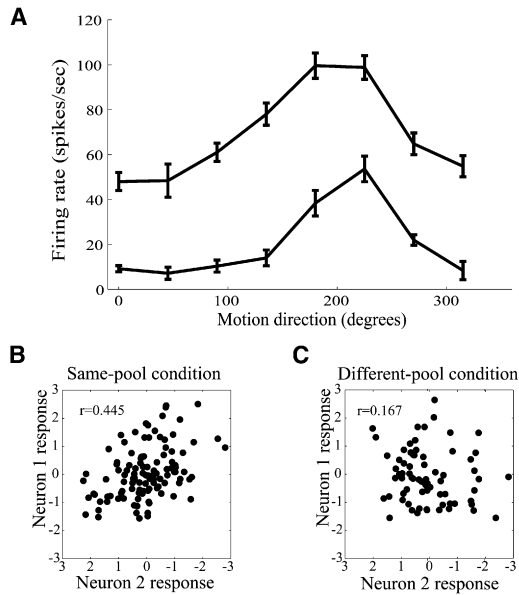 A
120
100
80
60
40
20
0
Firing rate (spikes/sec)
0 100 200 300
Motion direction (degrees)
B
Same-pool condition
r=0.445
3
2
1
0
-1
-2
-3
Neuron 1 response
3 2 1 0 -1 -2 -3
Neuron 2 response
C
Different-pool condition
r=0.167
3
2
1
0
-1
-2
-3
Neuron 1 response
3 2 1 0 -1 -2 -3
Neuron 2 response